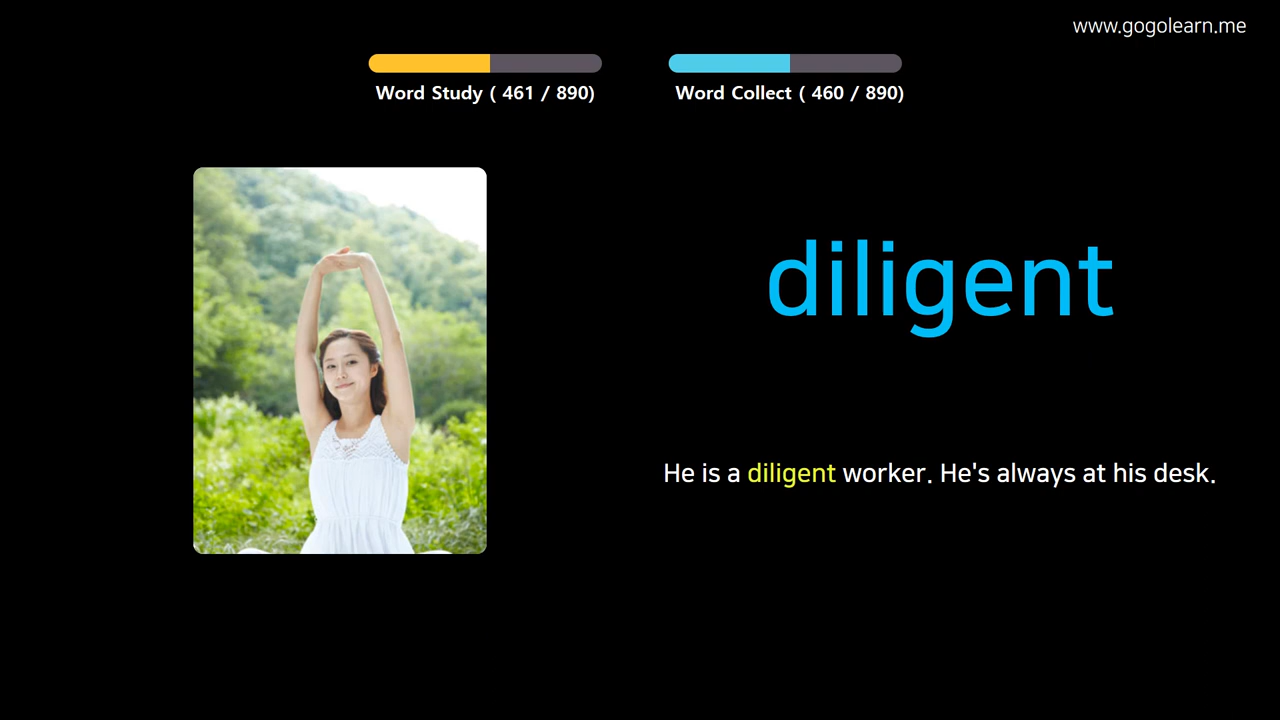 www.gogolearn.me
Word Study ( 461 / 890)
Word Collect ( 460 / 890)
diligent
He is a diligent worker. He's always at his desk.